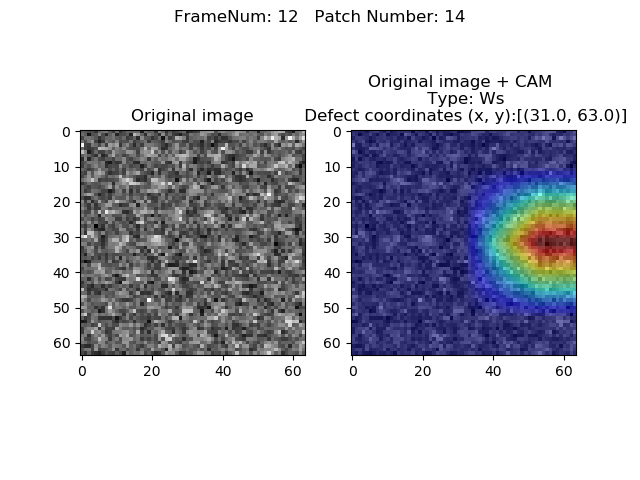 FrameNum: 12   Patch Number: 14
Original image
0
10
20
30
40
50
60
0 20 40 60
Original image + CAM
Type: Ws
Defect coordinates (x, y):[(31.0, 63.0)]
0
10
20
30
40
50
60
0 20 40 60